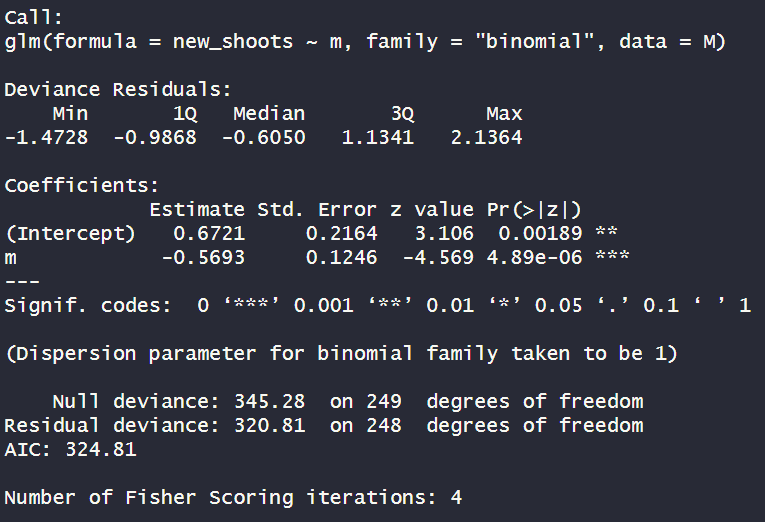 Call:
glm(formula = new_shoots ~ m, family = "binomial", data = M)
Deviance Residuals:
    Min       1Q   Median       3Q      Max
-1.4728  -0.9868  -0.6050   1.1341   2.1364
Coefficients:
            Estimate Std. Error z value Pr(>|z|)
(Intercept)   0.6721     0.2164   3.106  0.00189 **
m            -0.5693     0.1246  -4.569 4.89e-06 ***
---
Signif. codes:  0 ‘***’ 0.001 ‘**’ 0.01 ‘*’ 0.05 ‘.’ 0.1 ‘ ’ 1
(Dispersion parameter for binomial family taken to be 1)
    Null deviance: 345.28  on 249  degrees of freedom
Residual deviance: 320.81  on 248  degrees of freedom
AIC: 324.81
Number of Fisher Scoring iterations: 4